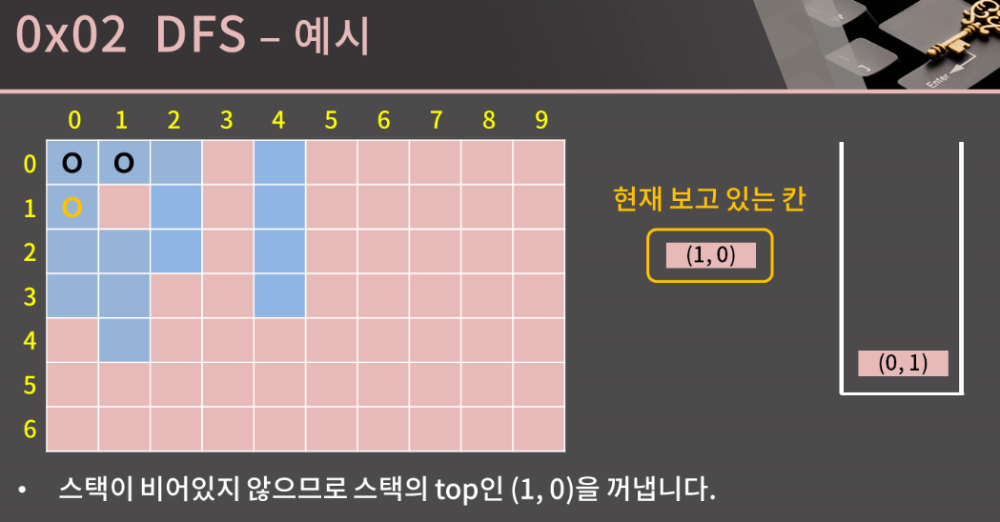 0x02 DFS – 예시
0 1 2 3 4 5 6 7 8 9
0 O O
1 O
2
3
4
5
6
현재 보고 있는 칸
(1, 0)
(0, 1)
• 스택이 비어있지 않으므로 스택의 top인 (1, 0)을 꺼냅니다.
Enter